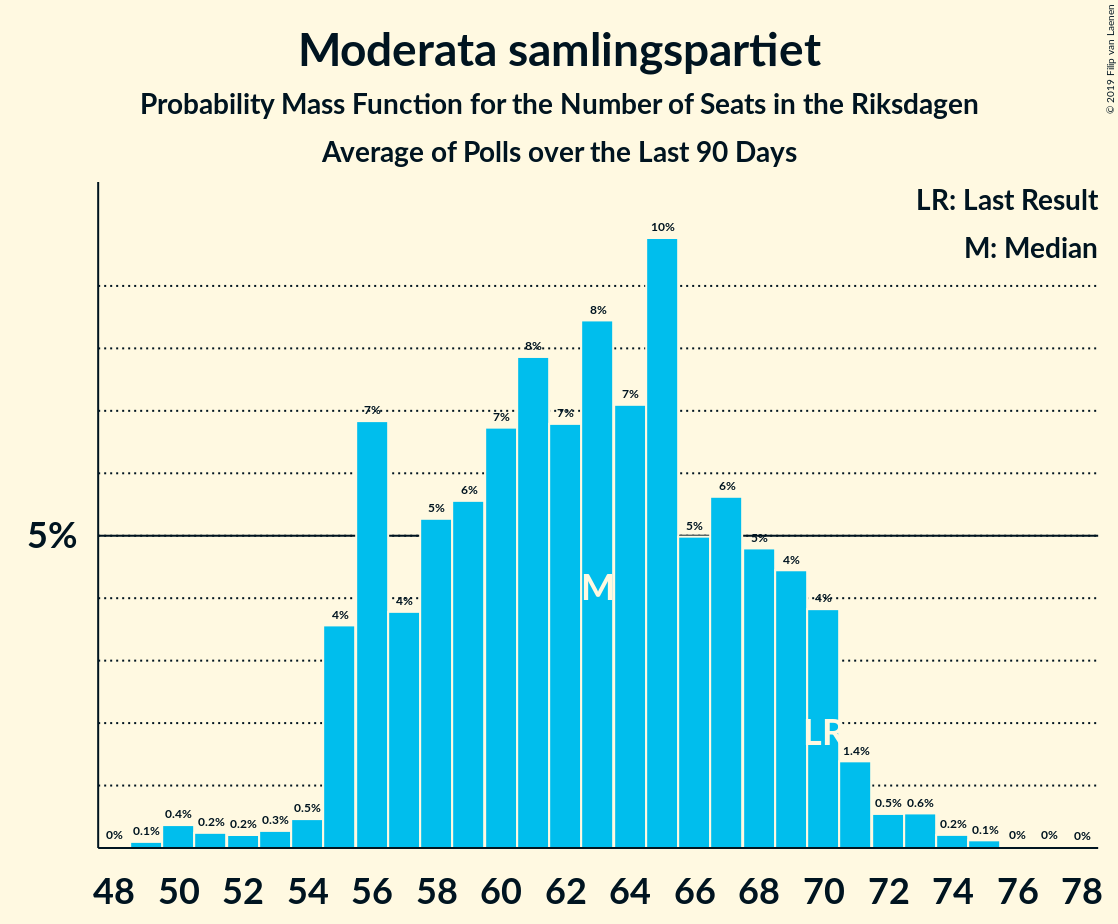 Moderata samlingspartiet
Probability Mass Function for the Number of Seats in the Riksdagen
Average of Polls over the Last 90 Days
© 2019 Filip van Laenen
LR: Last Result
M: Median
5%
0% 0.1% 0.4% 0.2% 0.2% 0.3% 0.5% 4% 7% 4% 5% 6% 7% 8% 7% 8% 7% 10% 5% 6% 5% 4% 4% 1.4% 0.5% 0.6% 0.2% 0.1% 0% 0% 0%
M
LR
48 50 52 54 56 58 60 62 64 66 68 70 72 74 76 78